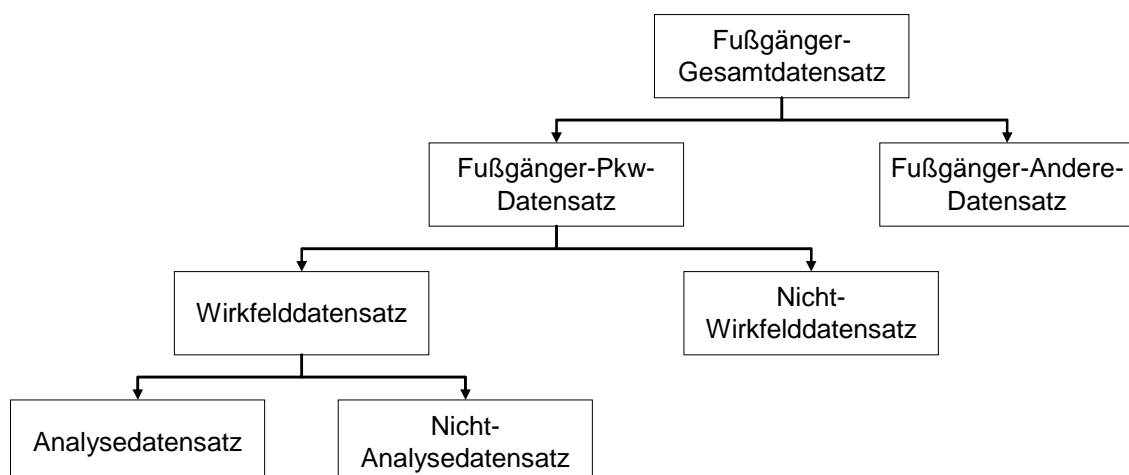 Fußgänger-
Gesamtdatensatz
Fußgänger-Pkw-
Datensatz
Fußgänger-Andere-
Datensatz
Wirkfelddatensatz
Nicht-
Wirkfelddatensatz
Analysedatensatz
Nicht-
Analysedatensatz